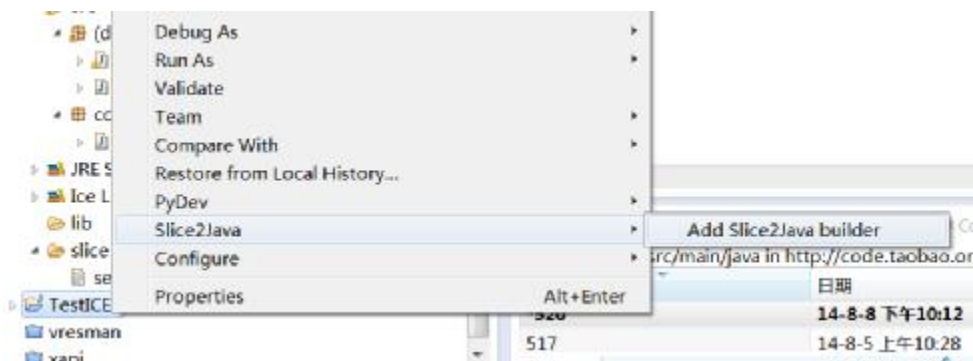 (d
Debug As
Run As
Validate
cc
Team
Compare With
JRE S
Restore from Local History...
Ice L
PyDev
lib
Slice2Java
Add Slice2Java builder
slice
Configure
src/main/java in http://code.taobao.or
se
日期
TestICE
Properties Alt+Enter
14-8-8 下午10:12
vresman
517
14-8-5 上午10:28
xapi